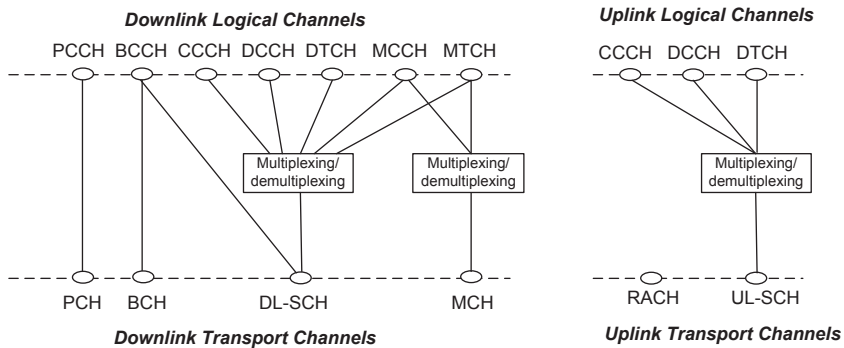 Downlink Logical Channels
Uplink Logical Channels
PCCH BCCH CCCH DCCH DTCH MCCH MTCH
CCCH DCCH DTCH
Multiplexing/
demultiplexing
Multiplexing/
demultiplexing
Multiplexing/
demultiplexing
PCH BCH DL-SCH MCH
RACH UL-SCH
Downlink Transport Channels
Uplink Transport Channels